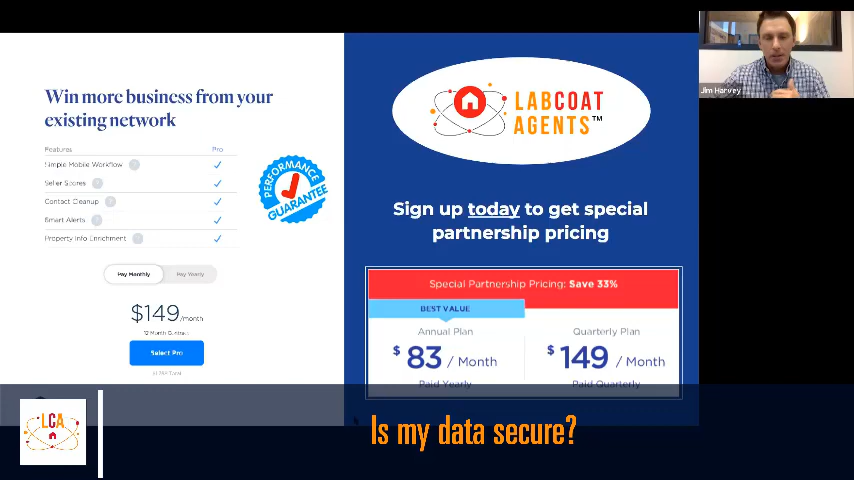 Win more business from your
existing network
Features Pro
Simple Mobile Workflow
Seller Scores
Contact Cleanup
Smart Alerts
Property Info Enrichment
PERFORMANCE
GUARANTEE
Pay Monthly Pay Yearly
$149/month
12 Month Contract
Select Pro
LABCOAT
AGENTS™
Sign up today to get special
partnership pricing
Special Partnership Pricing: Save 33%
BEST VALUE
Annual Plan Quarterly Plan
$83 / Month $149 / Month
Paid Yearly Paid Quarterly
Jim Harvey
LCA
Is my data secure?